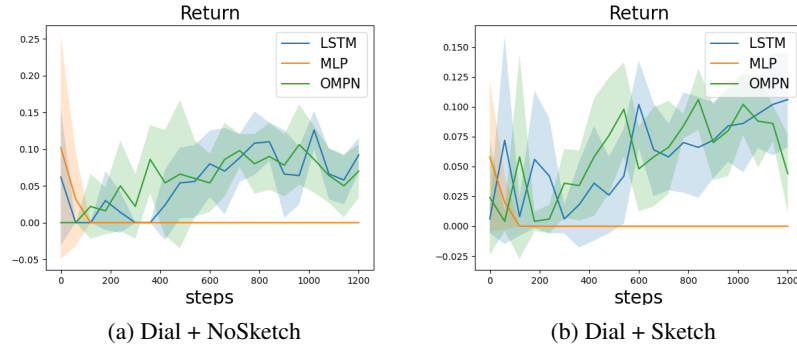 Return
0.25
0.20
0.15
0.10
0.05
0.00
−0.05
LSTM
MLP
OMPN
0 200 400 600 800 1000 1200
steps
(a) Dial + NoSketch
Return
0.150
0.125
0.100
0.075
0.050
0.025
0.000
−0.025
LSTM
MLP
OMPN
0 200 400 600 800 1000 1200
steps
(b) Dial + Sketch